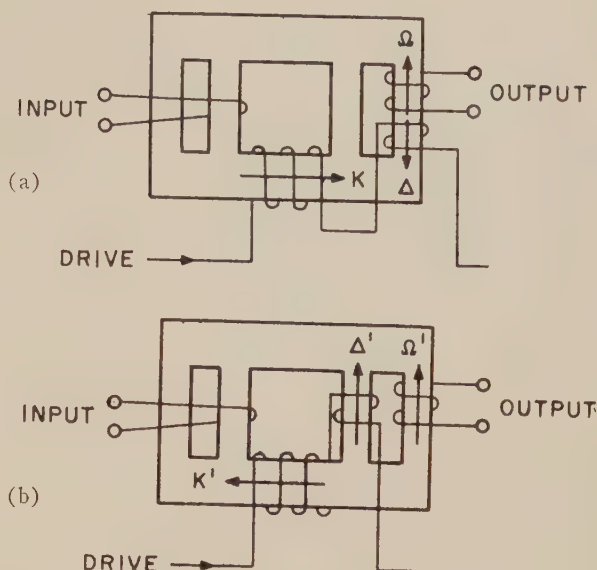 Ω
INPUT
OUTPUT
(a)
K
Δ
DRIVE
Δ'
Ω'
INPUT
OUTPUT
K'
(b)
DRIVE